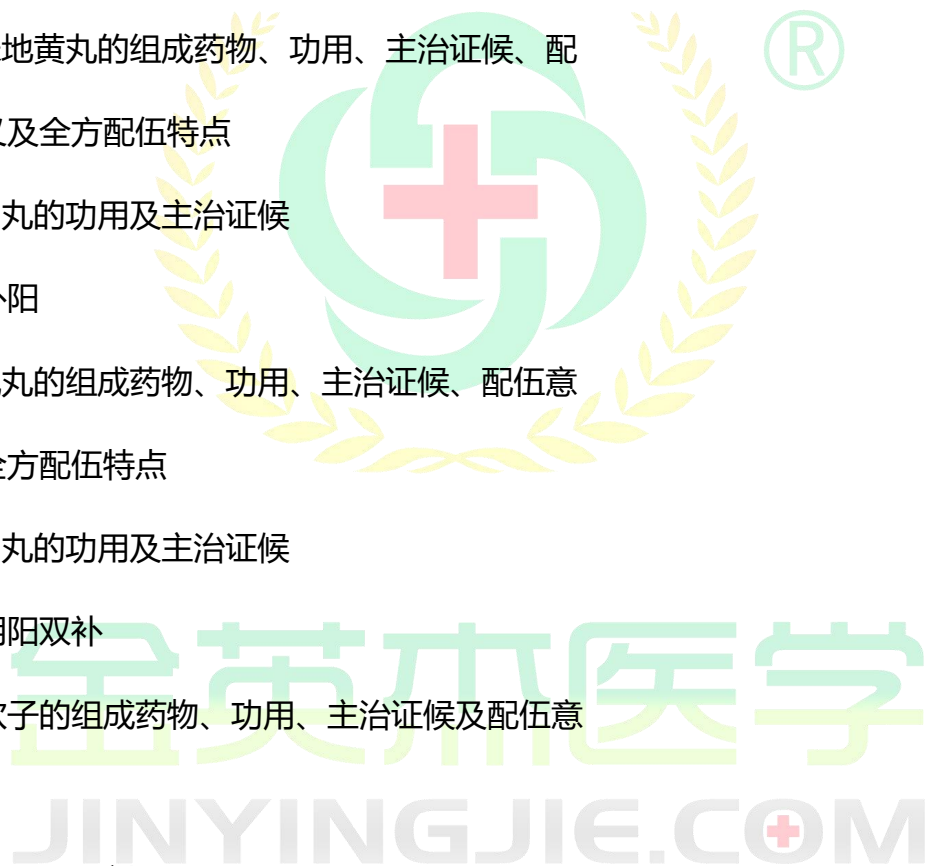 地黄丸的组成药物、功用、主治证候、配
及全方配伍特点
丸的功用及主治证候
阳
丸的组成药物、功用、主治证候、配伍意
全方配伍特点
丸的功用及主治证候
阴阳双补
饮子的组成药物、功用、主治证候及配伍意
金英杰医学
JINYINGJIE.COM
®